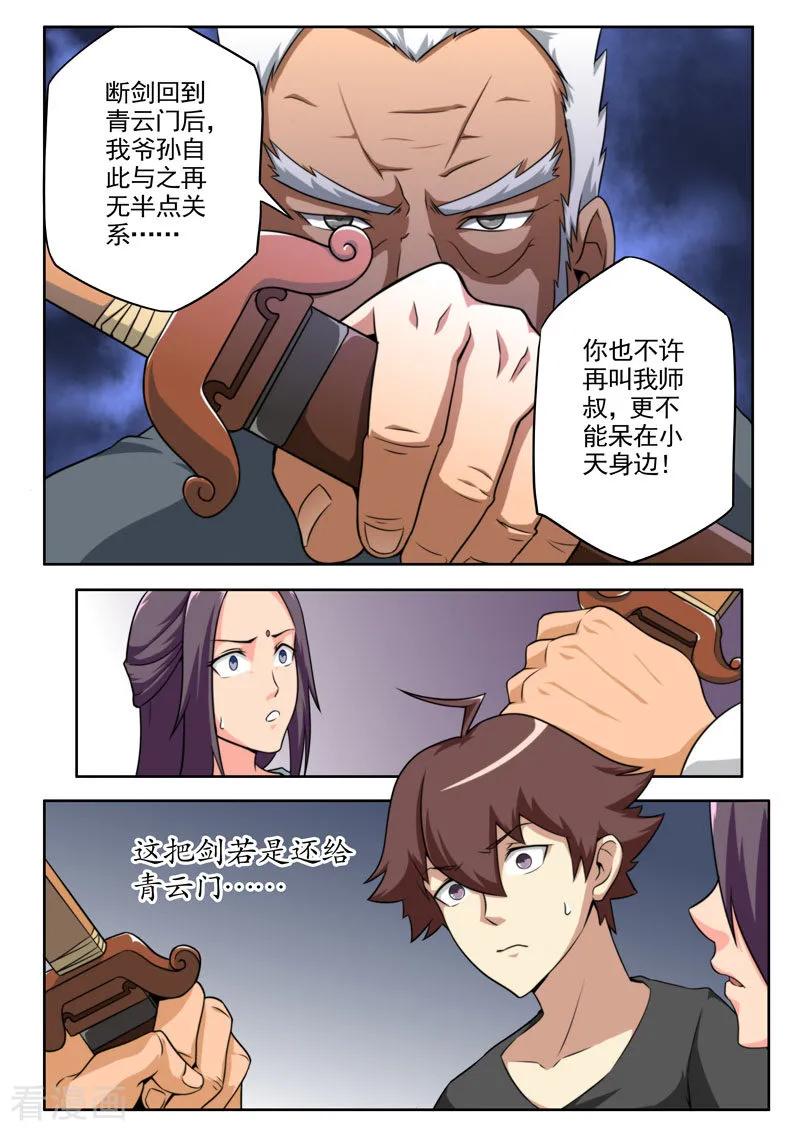 断剑回到
青云门后，
我爷孙自
此与之再
无半点关
系……
你也不许
再叫我师
叔，更不
能呆在小
天身边！
这把剑若是还给
青云门……
看漫画